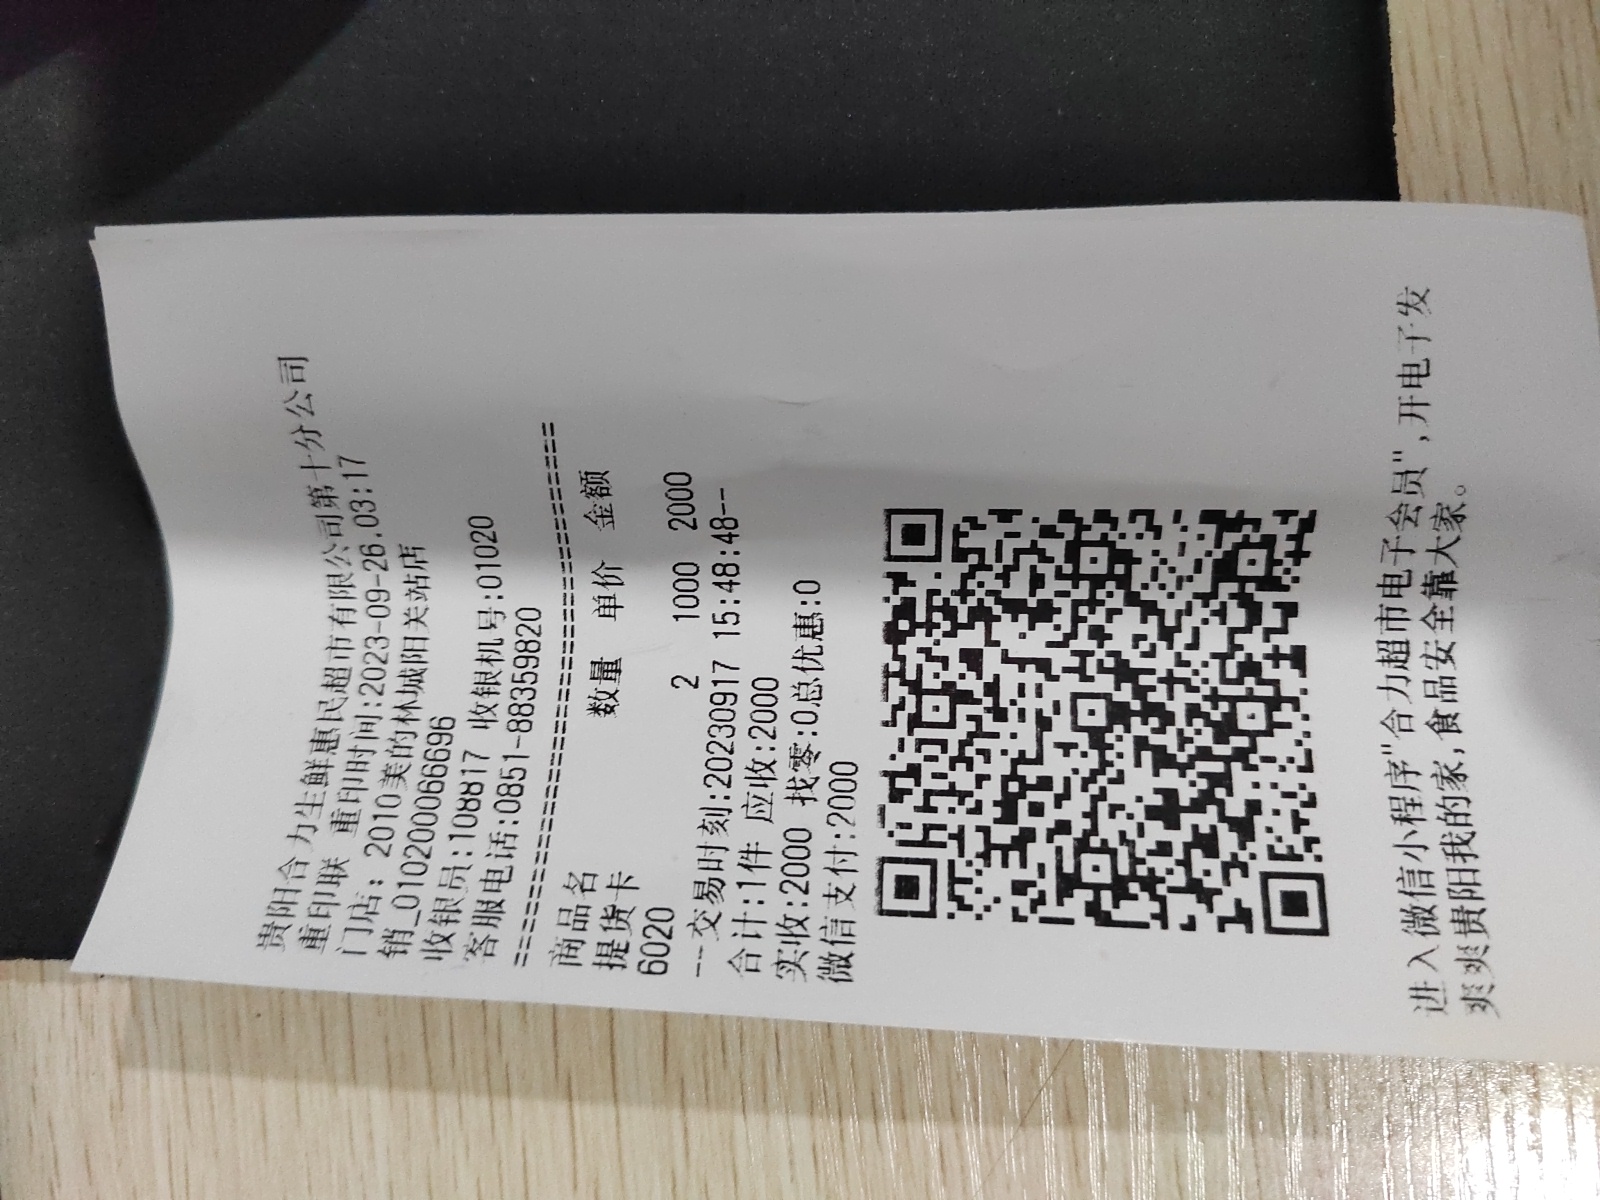 贵阳合力生鲜惠民超市有限公司第十分公司
重印联 重印时间:2023-09-26.03:17
门店: 2010美的林城阳关站店
销_01020006​6696
收银员:108817 收银机号:01020
客服电话:0851-88359820
================================
商品名 数量 单价 金额
提货卡
6020 2 1000 2000
--交易时刻:20230917 15:48:48--
合计:1件 应收:2000
实收:2000 找零:0总优惠:0
微信支付:2000
进入微信小程序"合力超市电子会员",开电子发
爽爽贵阳我的家,食品安全靠大家。